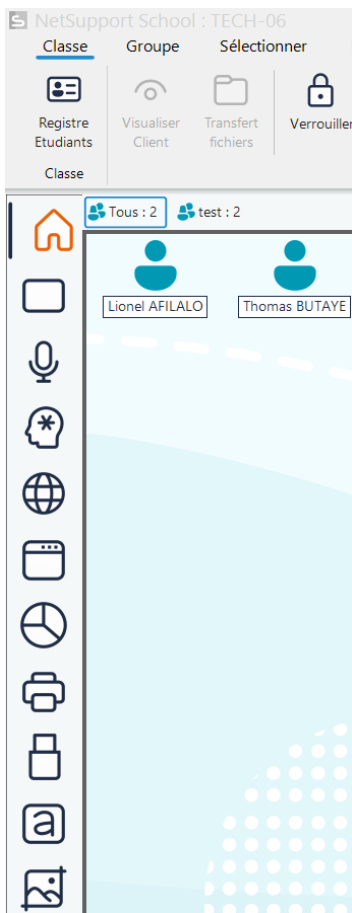 NetSupport School : TECH-06
Classe Groupe Sélectionner
Registre Etudiants
Visualiser Client
Transfert fichiers
Verrouiller
Classe
Tous : 2 test : 2
Lionel AFILALO Thomas BUTAYE
a